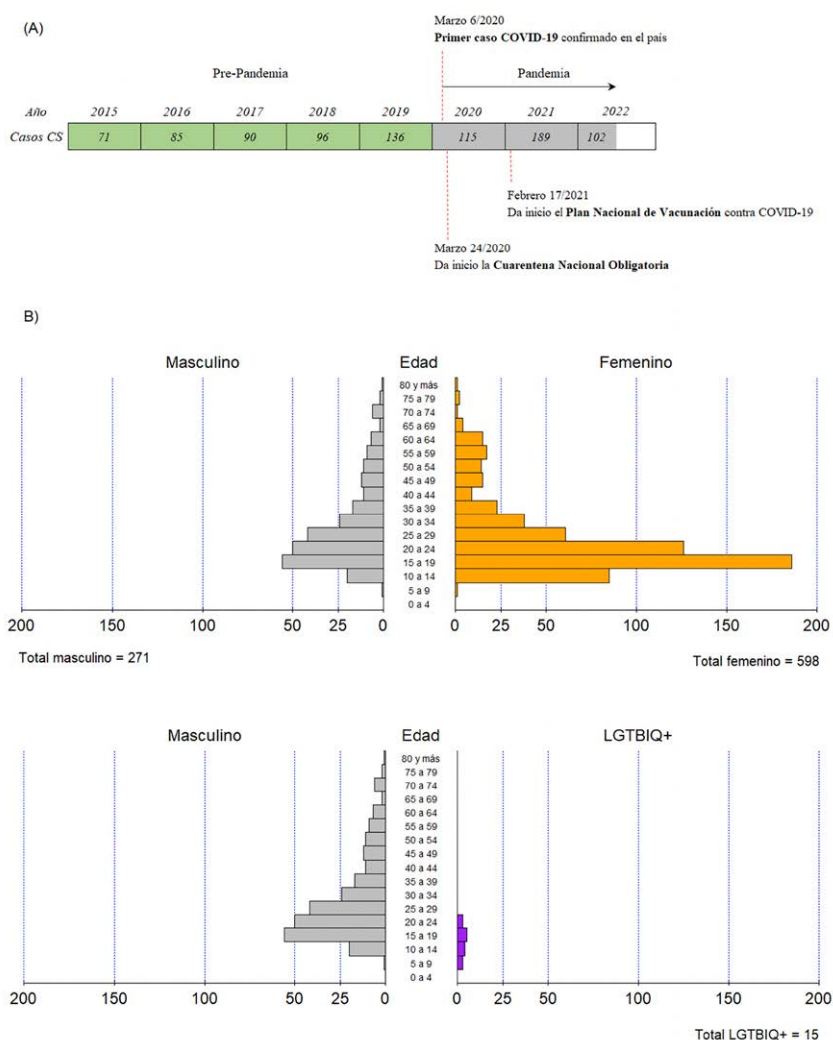 (A)
Marzo 6/2020
Primer caso COVID-19 confirmado en el país
Pre-Pandemia Pandemia
Año 2015 2016 2017 2018 2019 2020 2021 2022
Casos CS 71 85 90 96 136 115 189 102
Febrero 17/2021
Da inicio el Plan Nacional de Vacunación contra COVID-19
Marzo 24/2020
Da inicio la Cuarentena Nacional Obligatoria
B)
Masculino Edad Femenino
80 y más
75 a 79
70 a 74
65 a 69
60 a 64
55 a 59
50 a 54
45 a 49
40 a 44
35 a 39
30 a 34
25 a 29
20 a 24
15 a 19
10 a 14
5 a 9
0 a 4
200 150 100 50 25 0 0 25 50 100 150 200
Total masculino = 271 Total femenino = 598
Masculino Edad LGTBIQ+
80 y más
75 a 79
70 a 74
65 a 69
60 a 64
55 a 59
50 a 54
45 a 49
40 a 44
35 a 39
30 a 34
25 a 29
20 a 24
15 a 19
10 a 14
5 a 9
0 a 4
200 150 100 50 25 0 0 25 50 100 150 200
Total LGTBIQ+ = 15